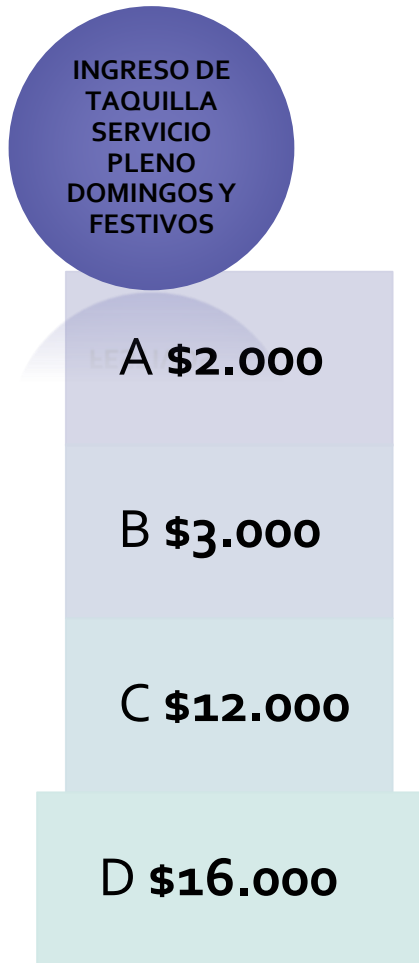 INGRESO DE
TAQUILLA
SERVICIO
PLENO
DOMINGOS Y
FESTIVOS
A $2.000
B $3.000
C $12.000
D $16.000